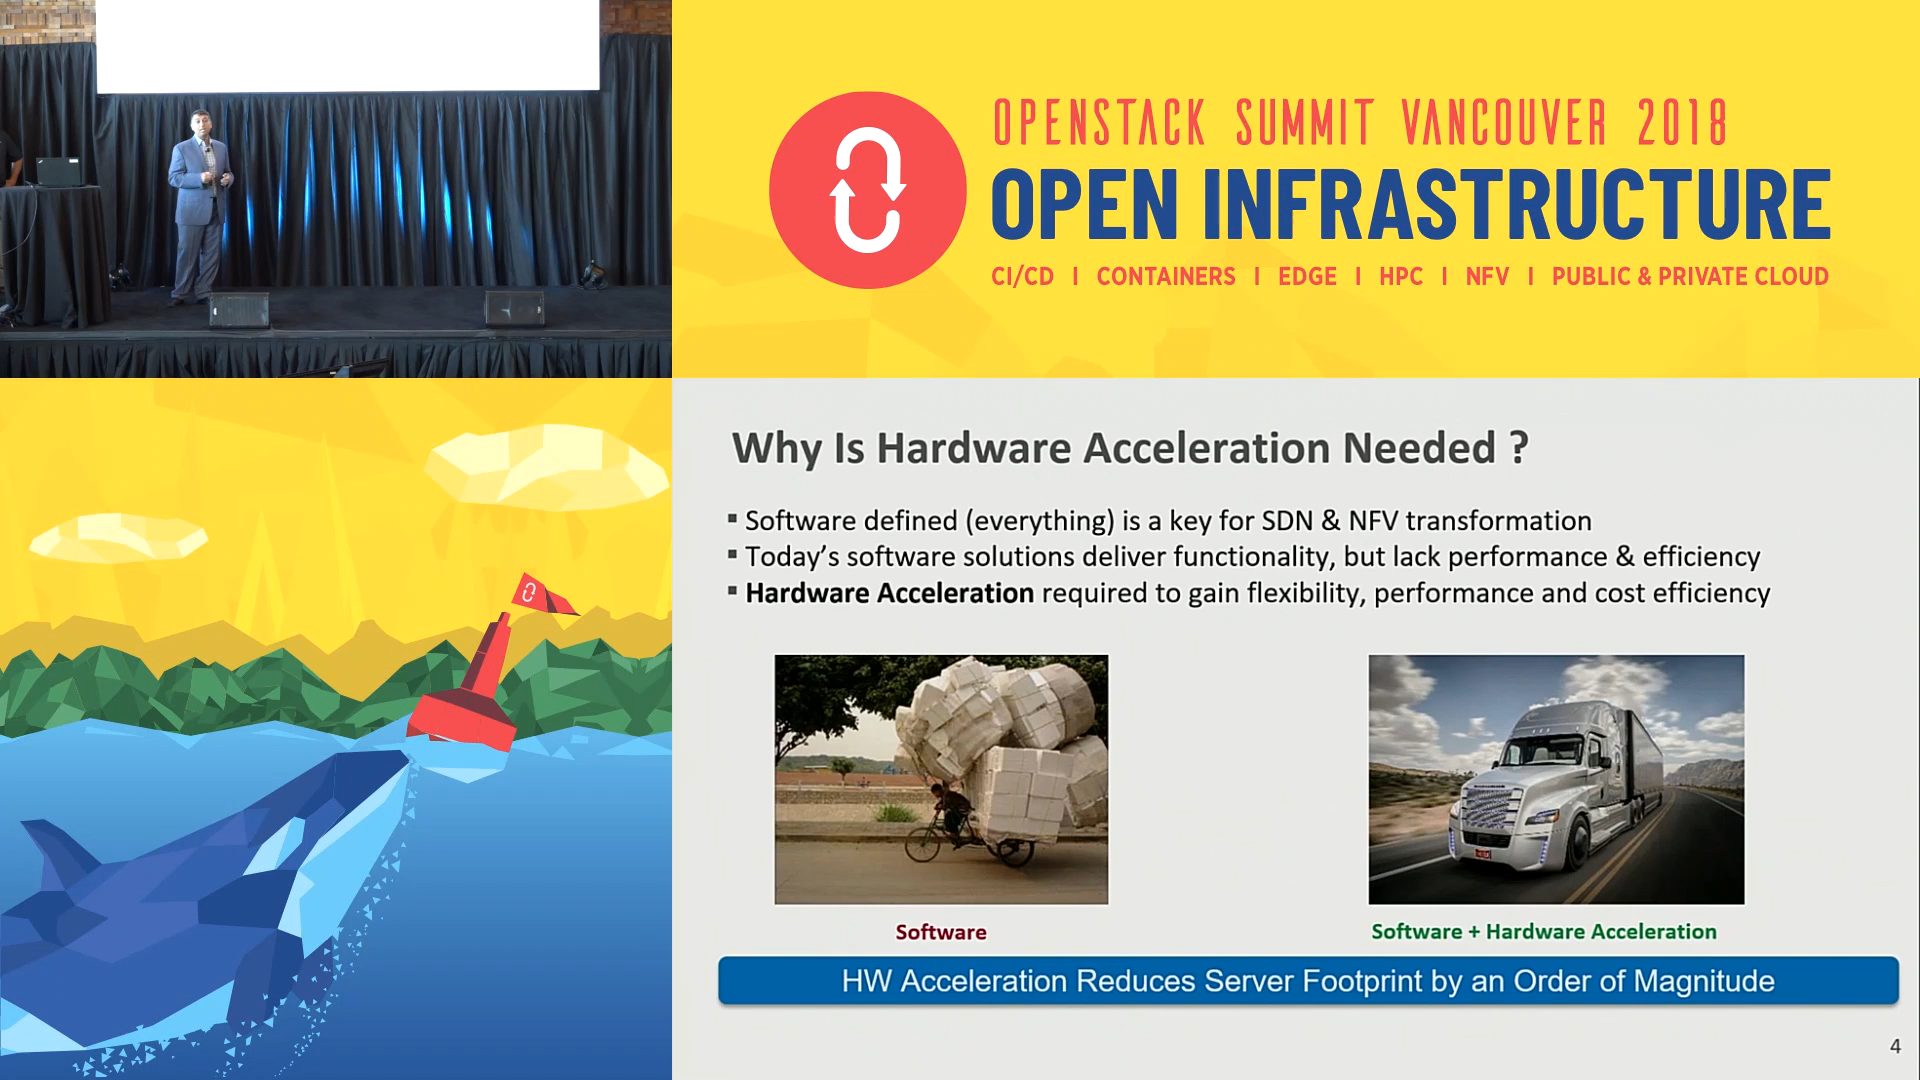 OPENSTACK SUMMIT VANCOUVER 2018
OPEN INFRASTRUCTURE
CI/CD | CONTAINERS | EDGE | HPC | NFV | PUBLIC & PRIVATE CLOUD
Why Is Hardware Acceleration Needed ?
▪ Software defined (everything) is a key for SDN & NFV transformation
▪ Today’s software solutions deliver functionality, but lack performance & efficiency
▪ Hardware Acceleration required to gain flexibility, performance and cost efficiency
Software
Software + Hardware Acceleration
HW Acceleration Reduces Server Footprint by an Order of Magnitude
4